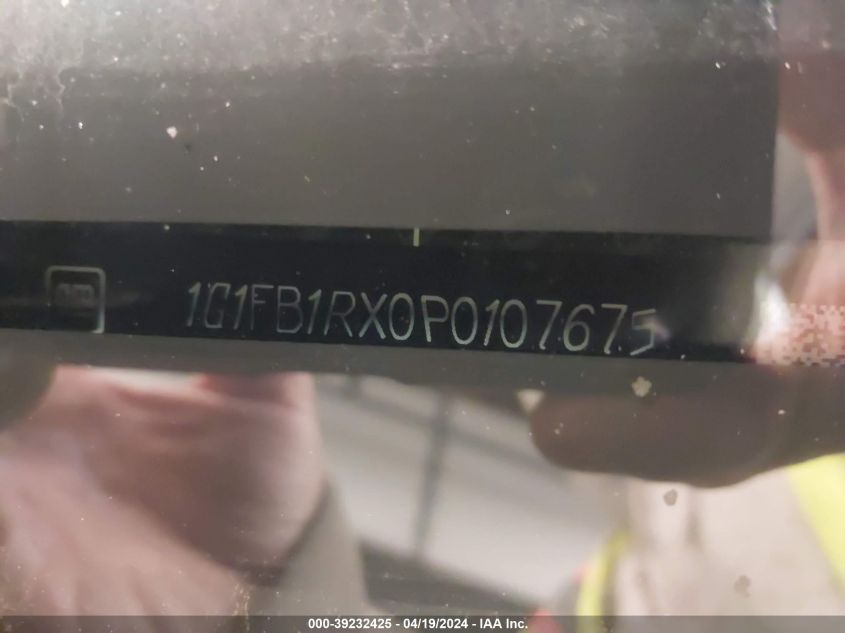 1G1FB1RX0P0107675
000-39232425 - 04/19/2024 - IAA Inc.